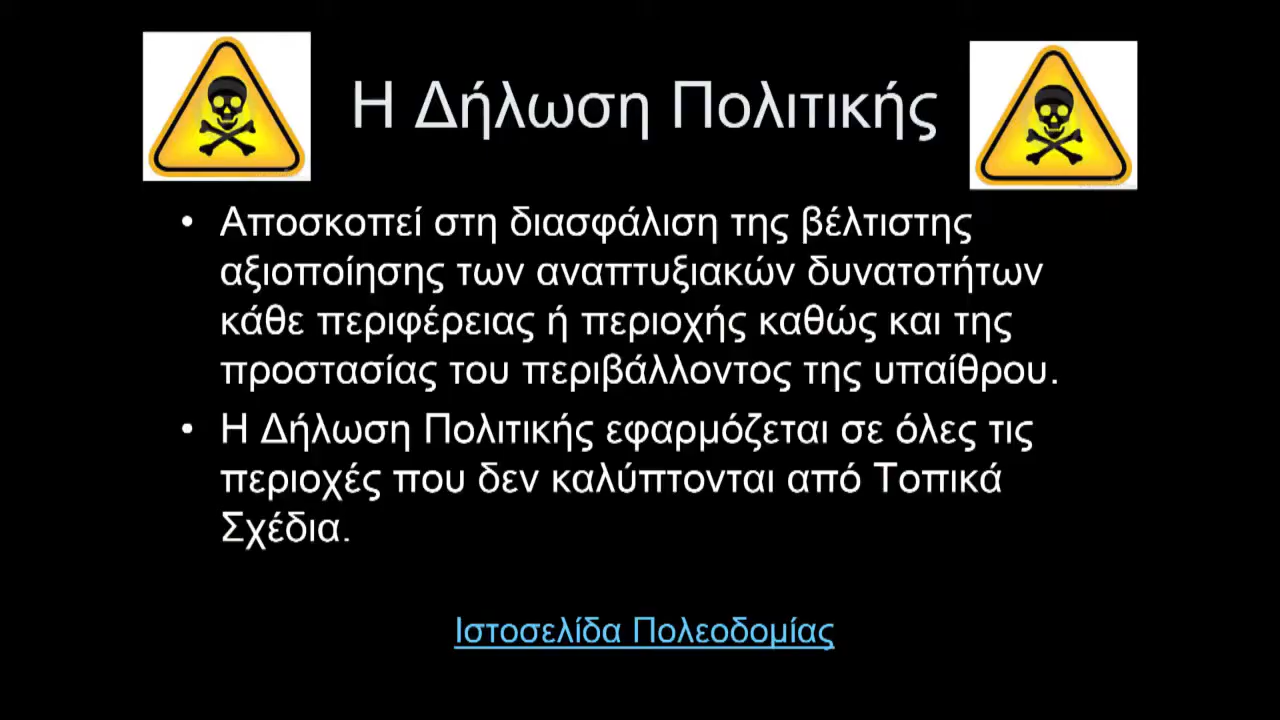 Η Δήλωση Πολιτικής
• Αποσκοπεί στη διασφάλιση της βέλτιστης
αξιοποίησης των αναπτυξιακών δυνατοτήτων
κάθε περιφέρειας ή περιοχής καθώς και της
προστασίας του περιβάλλοντος της υπαίθρου.
• Η Δήλωση Πολιτικής εφαρμόζεται σε όλες τις
περιοχές που δεν καλύπτονται από Τοπικά
Σχέδια.
Ιστοσελίδα Πολεοδομίας